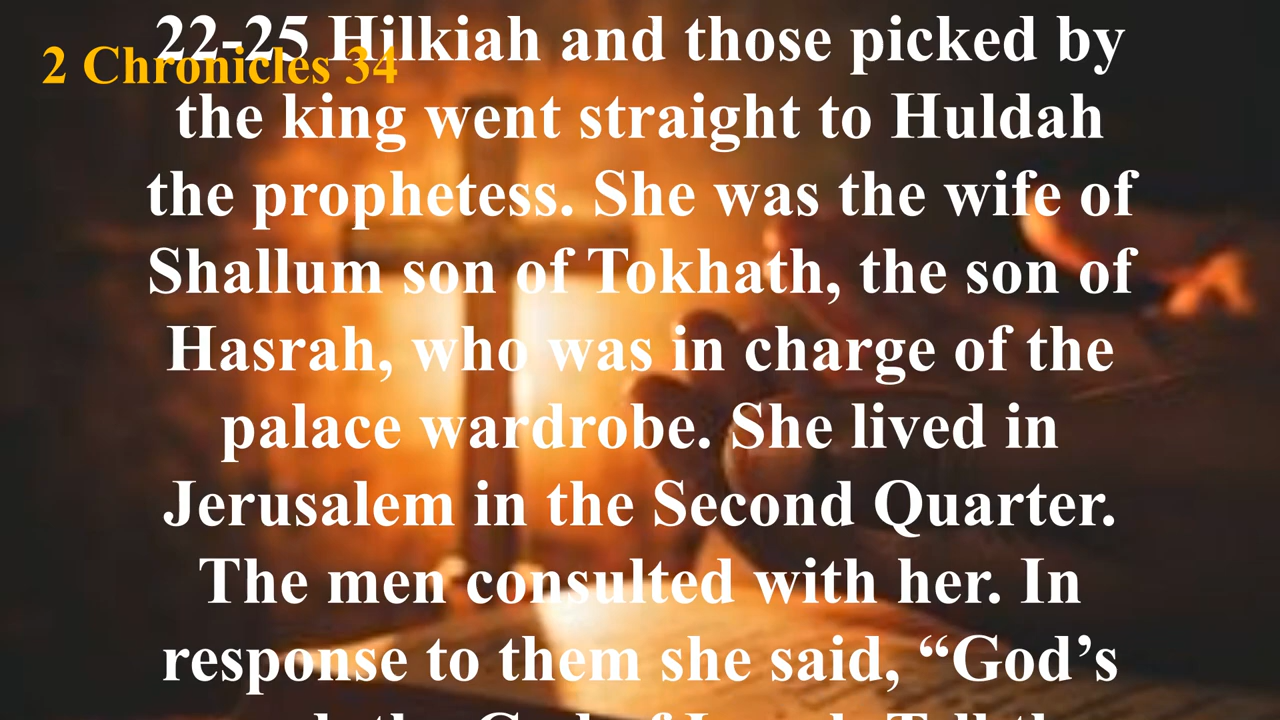 22-25 Hilkiah and those picked by
2 Chronicles 34
the king went straight to Huldah
the prophetess. She was the wife of
Shallum son of Tokhath, the son of
Hasrah, who was in charge of the
palace wardrobe. She lived in
Jerusalem in the Second Quarter.
The men consulted with her. In
response to them she said, “God’s